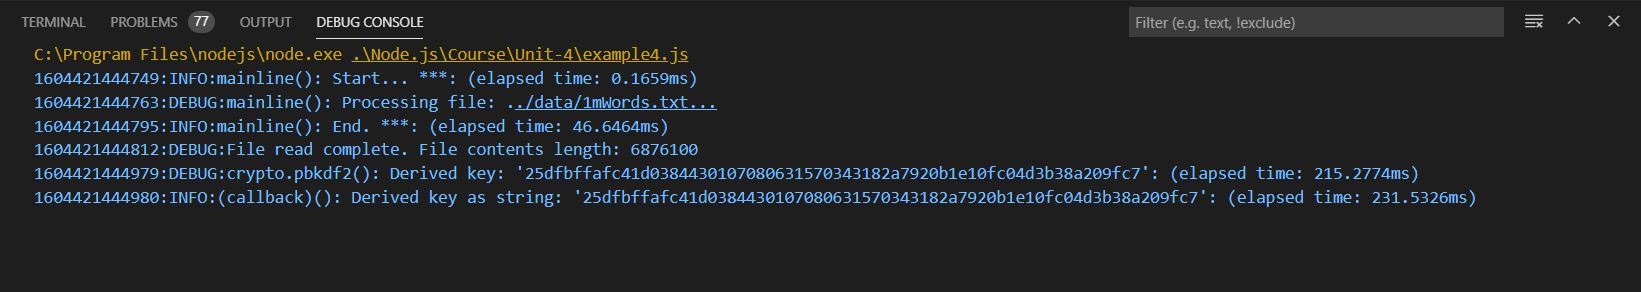 TERMINAL PROBLEMS 77 OUTPUT DEBUG CONSOLE Filter (e.g. text, !exclude)
C:\Program Files\nodejs\node.exe .\Node.js\Course\Unit-4\example4.js
1604421444749:INFO:mainline(): Start... ***: (elapsed time: 0.1659ms)
1604421444763:DEBUG:mainline(): Processing file: ../data/1mWords.txt...
1604421444795:INFO:mainline(): End. ***: (elapsed time: 46.6464ms)
1604421444812:DEBUG:File read complete. File contents length: 6876100
1604421444979:DEBUG:crypto.pbkdf2(): Derived key: '25dfbffafc41d0384430107080631570343182a7920b1e10fc04d3b38a209fc7': (elapsed time: 215.2774ms)
1604421444980:INFO:(callback)(): Derived key as string: '25dfbffafc41d0384430107080631570343182a7920b1e10fc04d3b38a209fc7': (elapsed time: 231.5326ms)